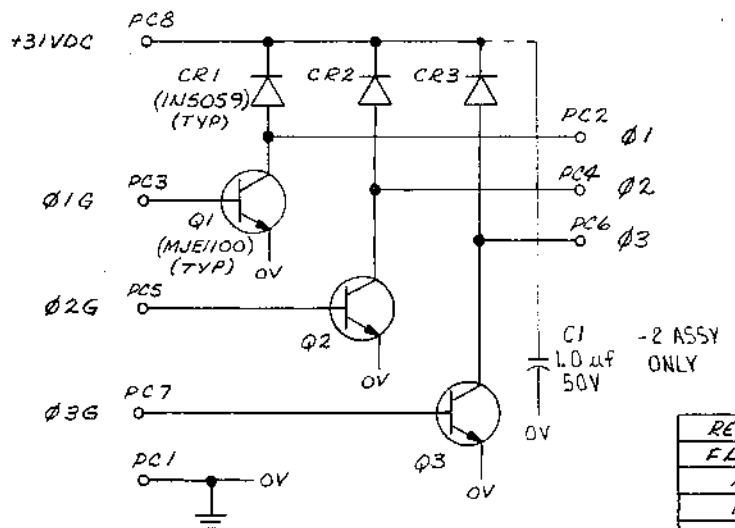 PC8
+31VDC
CR1
(IN5059)
(TYP)
CR2
CR3
PC2
Ø1
PC3
Ø1G
Q1
(MJE1100)
(TYP)
0V
PC4
Ø2
PC6
Ø3
PC5
Ø2G
Q2
0V
C1
1.0 uf
50V
-2 ASSY
ONLY
0V
PC7
Ø3G
Q3
0V
PC1
0V